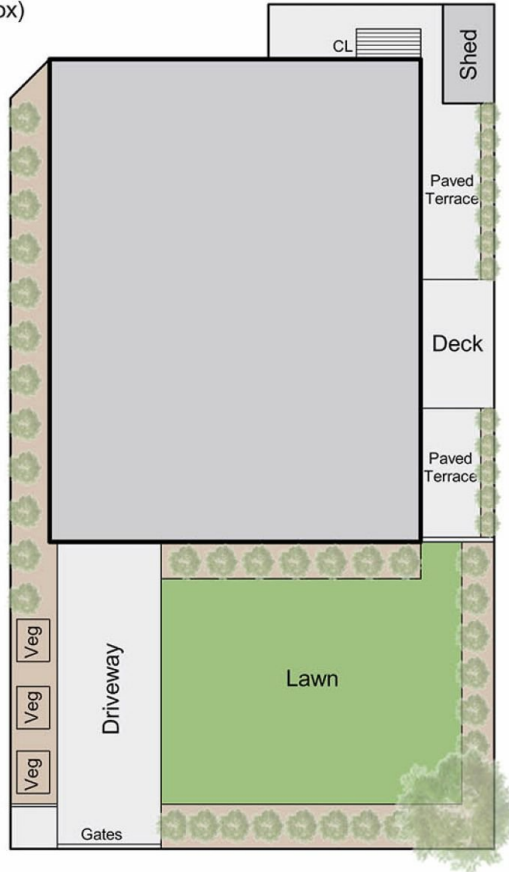 ox)
CL
Shed
Paved
Terrace
Deck
Paved
Terrace
Veg
Veg
Veg
Driveway
Lawn
Gates